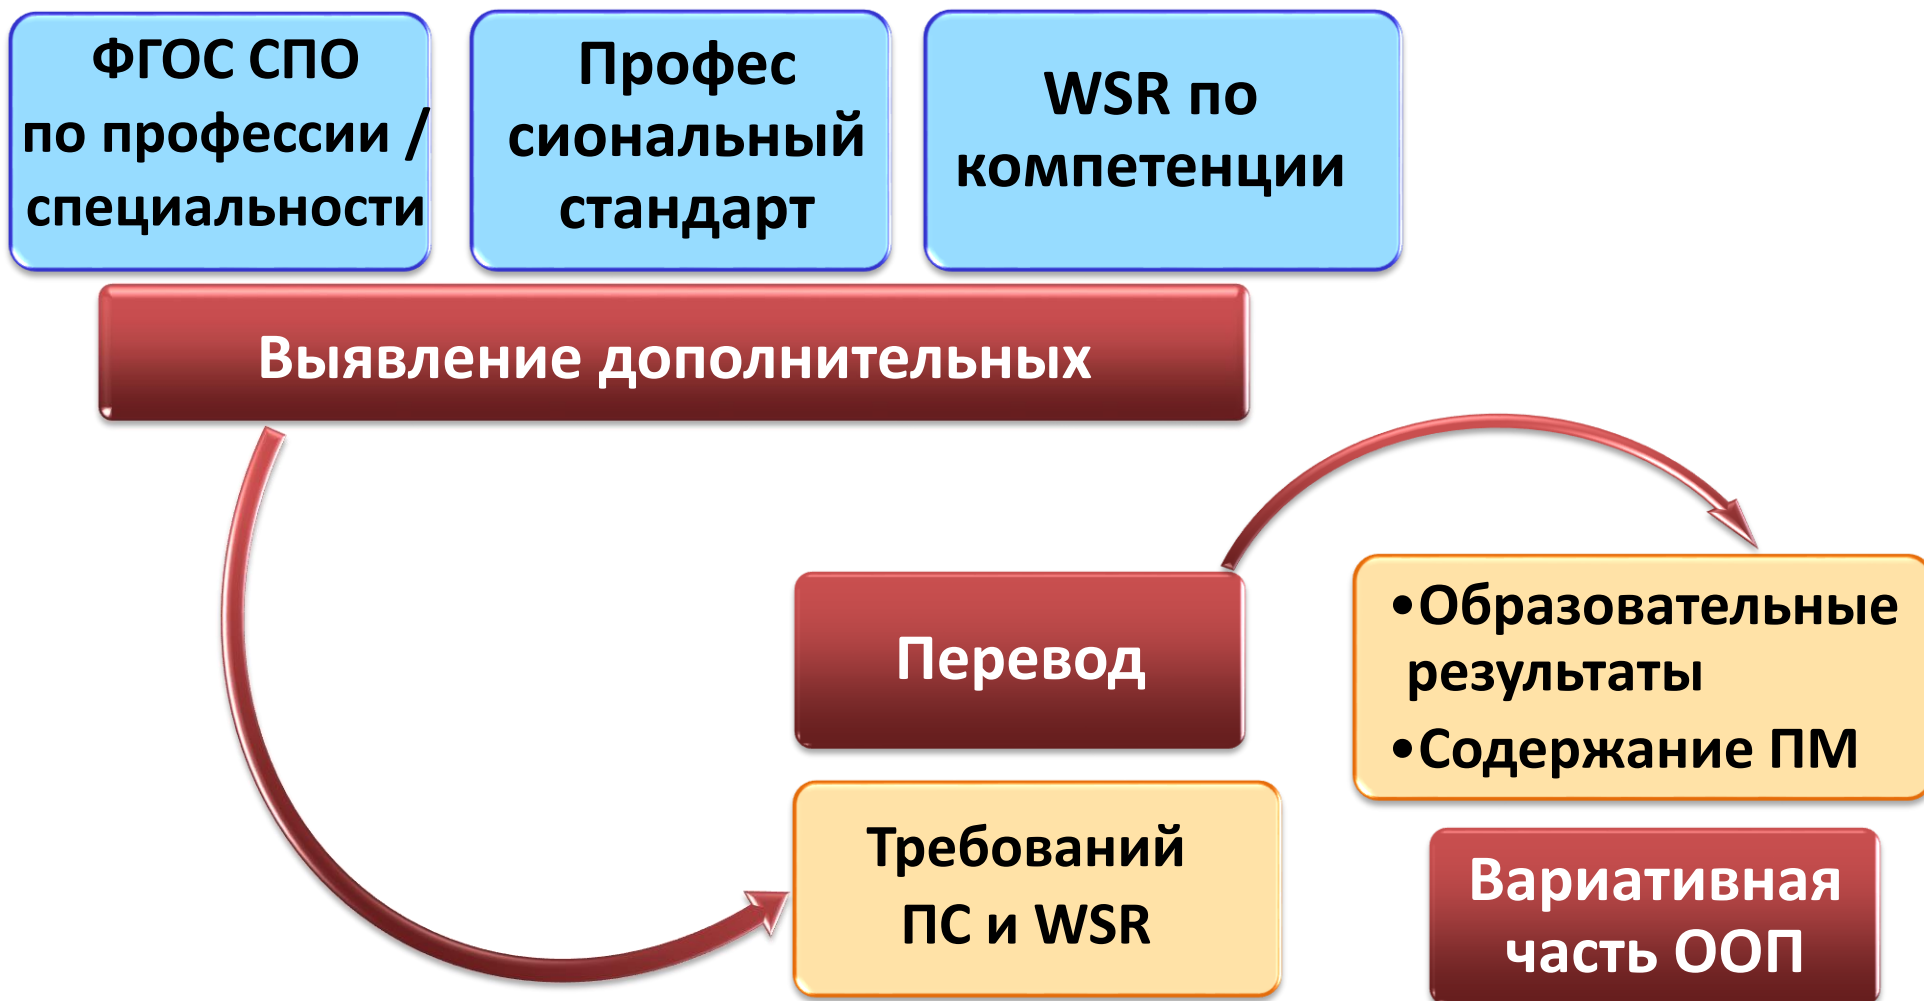 ФГОС СПО
по профессии /
специальности
Профес
сиональный
стандарт
WSR по
компетенции
Выявление дополнительных
Перевод
Требований
ПС и WSR
•Образовательные
результаты
•Содержание ПМ
Вариативная
часть ООП